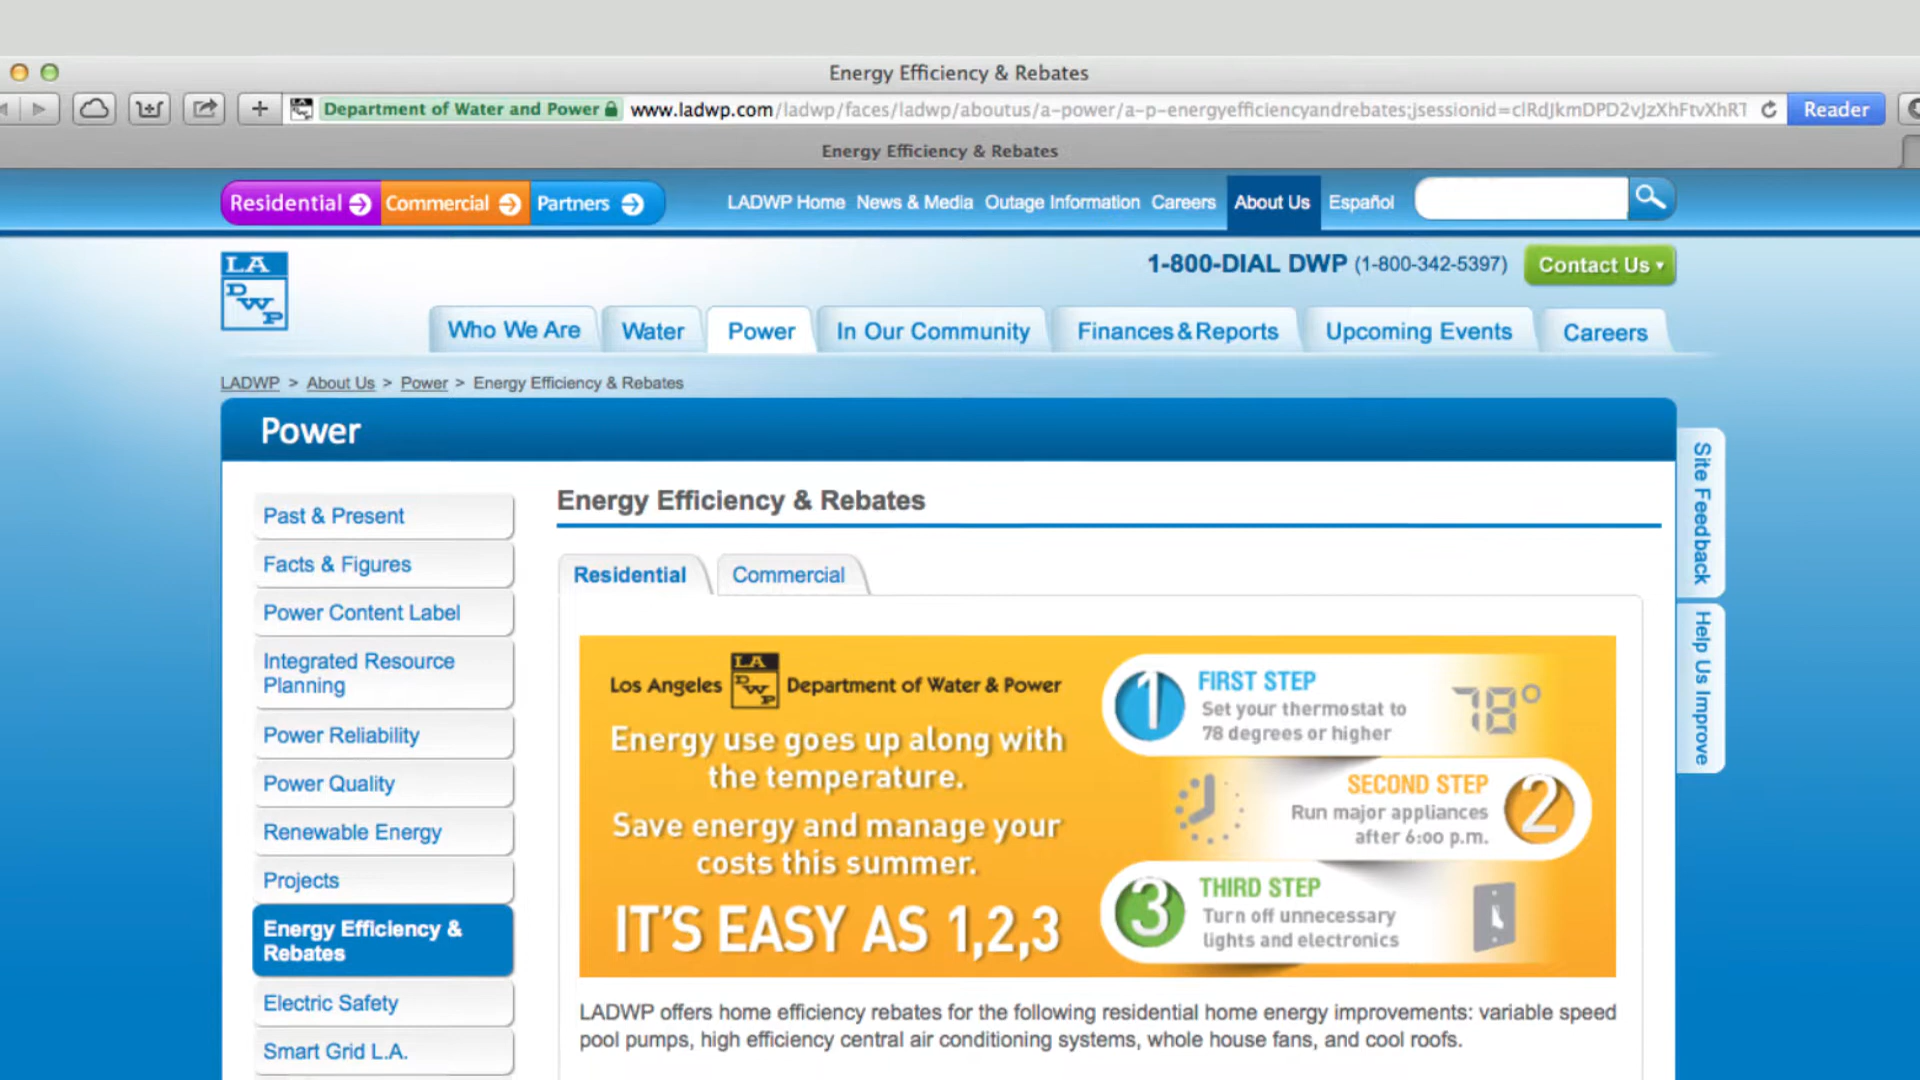 Energy Efficiency & Rebates
Department of Water and Power www.ladwp.com/ladwp/faces/ladwp/aboutus/a-power/a-p-energyefficiencyandrebates;jsessionid=clRdJkmDPD2vJzXhFtvXhRT Reader
Energy Efficiency & Rebates
Residential Commercial Partners LADWP Home News & Media Outage Information Careers About Us Español
LA
DWP
1-800-DIAL DWP (1-800-342-5397) Contact Us
Who We Are Water Power In Our Community Finances & Reports Upcoming Events Careers
LADWP > About Us > Power > Energy Efficiency & Rebates
Power
Site Feedback
Help Us Improve
Past & Present
Facts & Figures
Power Content Label
Integrated Resource
Planning
Power Reliability
Power Quality
Renewable Energy
Projects
Energy Efficiency &
Rebates
Electric Safety
Smart Grid L.A.
Energy Efficiency & Rebates
Residential Commercial
Los Angeles LA DWP Department of Water & Power
Energy use goes up along with
the temperature.
Save energy and manage your
costs this summer.
IT'S EASY AS 1,2,3
1 FIRST STEP
Set your thermostat to
78 degrees or higher
78°
SECOND STEP 2
Run major appliances
after 6:00 p.m.
3 THIRD STEP
Turn off unnecessary
lights and electronics
LADWP offers home efficiency rebates for the following residential home energy improvements: variable speed
pool pumps, high efficiency central air conditioning systems, whole house fans, and cool roofs.